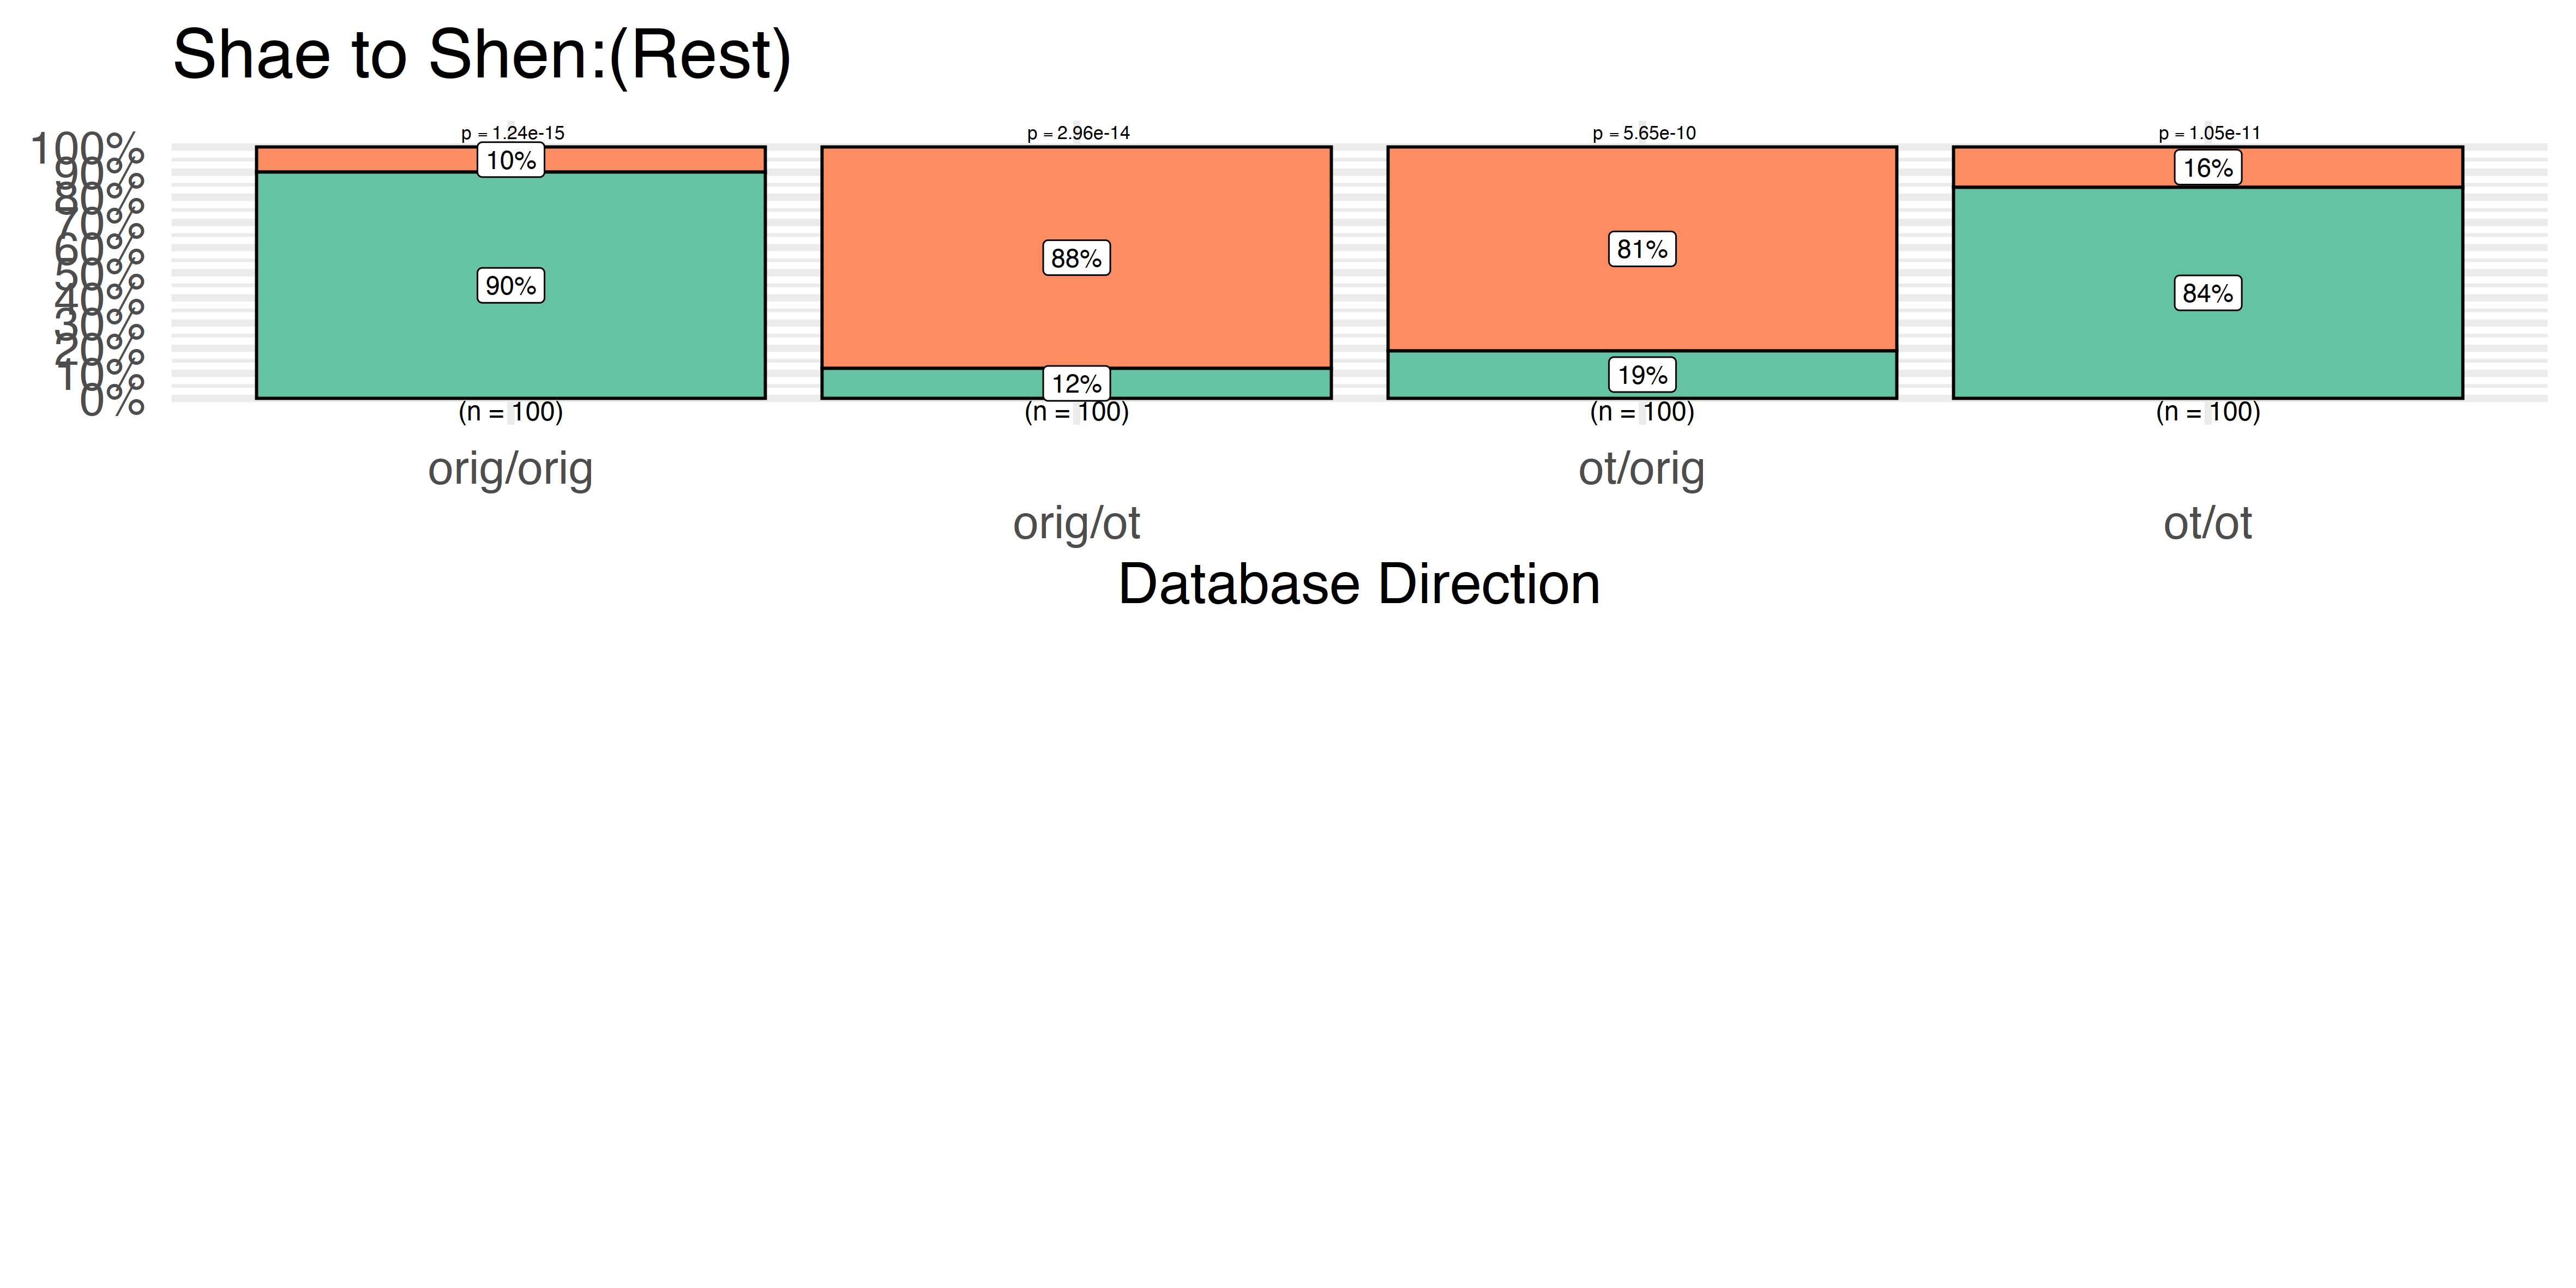 Shae to Shen:(Rest)
p = 1.24e-15
p = 2.96e-14
p = 5.65e-10
p = 1.05e-11
100%
90%
80%
70%
60%
50%
40%
30%
20%
10%
0%
10%
90%
88%
12%
81%
19%
16%
84%
(n = 100)
(n = 100)
(n = 100)
(n = 100)
orig/orig
orig/ot
ot/orig
ot/ot
Database Direction